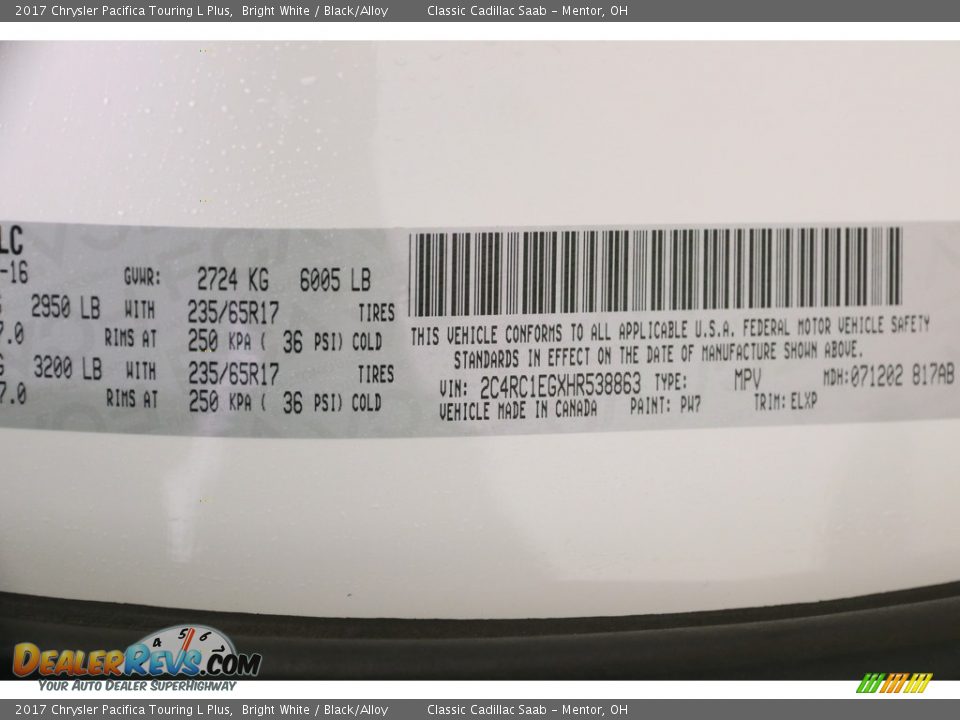 2017 Chrysler Pacifica Touring L Plus, Bright White / Black/Alloy Classic Cadillac Saab - Mentor, OH
LC
-16 GVWR: 2724 KG 6005 LB
2950 LB WITH 235/65R17 TIRES
7.0 RIMS AT 250 KPA ( 36 PSI) COLD
G 3200 LB WITH 235/65R17 TIRES
7.0 RIMS AT 250 KPA ( 36 PSI) COLD
THIS VEHICLE CONFORMS TO ALL APPLICABLE U.S.A. FEDERAL MOTOR VEHICLE SAFETY
STANDARDS IN EFFECT ON THE DATE OF MANUFACTURE SHOWN ABOVE.
VIN: 2C4RC1EGXHR538863 TYPE: MPV MDH:071202 817AB
VEHICLE MADE IN CANADA PAINT: PW7 TRIM: ELXP
4 5 6 7
DEALERREVS.COM
YOUR AUTO DEALER SUPERHIGHWAY
2017 Chrysler Pacifica Touring L Plus, Bright White / Black/Alloy Classic Cadillac Saab - Mentor, OH